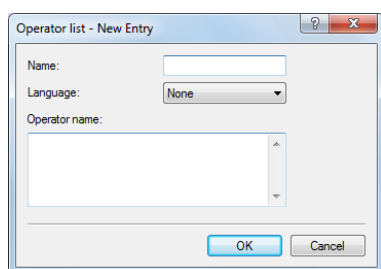 Operator list - New Entry
?
Name:
Language:
None
Operator name:
OK
Cancel